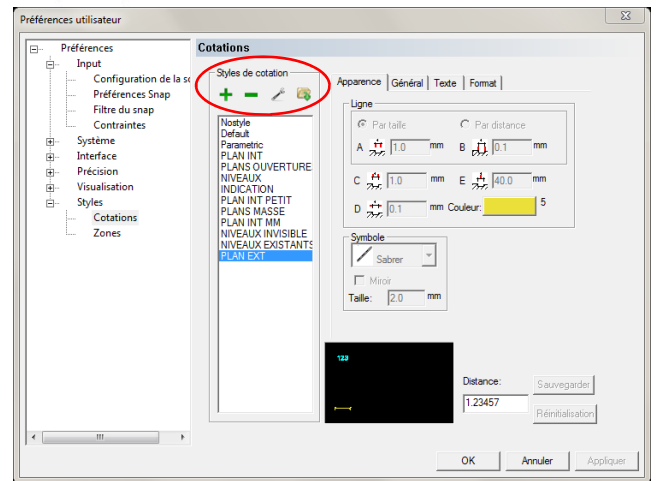 Préférences utilisateur
Préférences
Input
Configuration de la s
Préférences Snap
Filtre du snap
Contraintes
Système
Interface
Précision
Visualisation
Styles
Cotations
Zones
Cotations
Styles de cotation
Nostyle
Default
Parametric
PLAN INT
PLANS OUVERTURE
NIVEAUX
INDICATION
PLAN INT PETIT
PLANS MASSE
PLAN INT MM
NIVEAUX INVISIBLE
NIVEAUX EXISTANTS
PLAN EXT
Apparence Général Texte Format
Ligne
Par taille Par distance
A 1.0 mm B 0.1 mm
C 1.0 mm E 40.0 mm
D 0.1 mm Couleur: 5
Symbole
Sabrer
Miroir
Taille: 2.0 mm
123
Distance:
1.23457
Sauvegarder
Réinitialisation
OK Annuler Appliquer